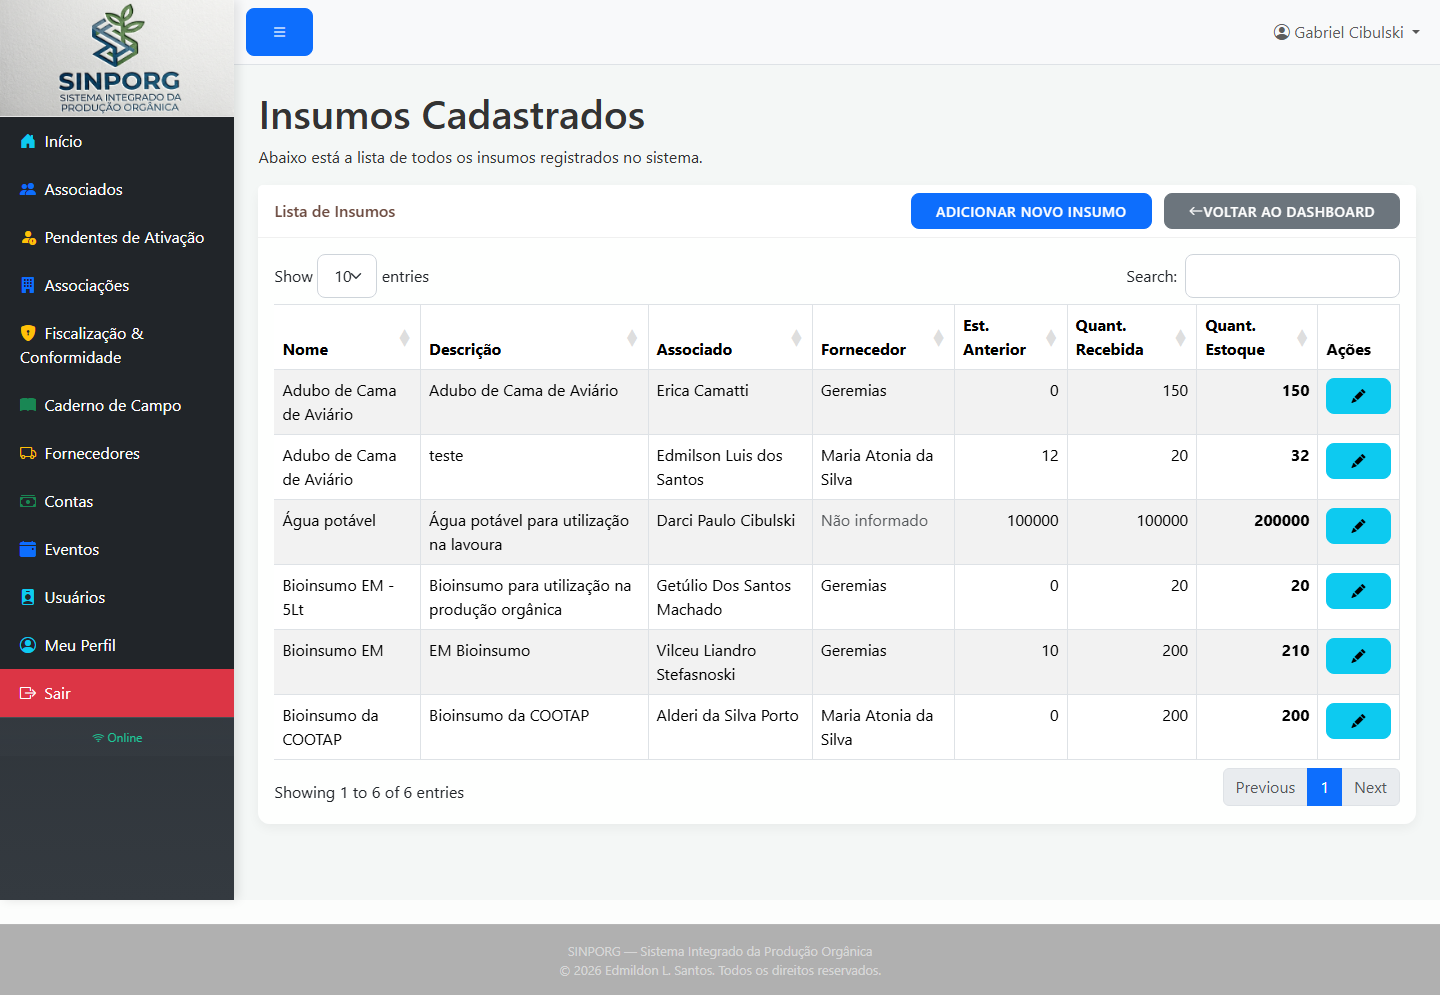 SINPORG
SISTEMA INTEGRADO DA
PRODUÇÃO ORGÂNICA
Início
Associados
Pendentes de Ativação
Associações
Fiscalização &
Conformidade
Caderno de Campo
Fornecedores
Contas
Eventos
Usuários
Meu Perfil
Sair
Online
Gabriel Cibulski
Insumos Cadastrados
Abaixo está a lista de todos os insumos registrados no sistema.
Lista de Insumos
ADICIONAR NOVO INSUMO
←VOLTAR AO DASHBOARD
Show 10 entries
Search:
Nome Descrição Associado Fornecedor Est. Anterior Quant. Recebida Quant. Estoque Ações
Adubo de Cama de Aviário Adubo de Cama de Aviário Erica Camatti Geremias 0 150 150
Adubo de Cama de Aviário teste Edmilson Luis dos Santos Maria Atonia da Silva 12 20 32
Água potável Água potável para utilização na lavoura Darci Paulo Cibulski Não informado 100000 100000 200000
Bioinsumo EM - 5Lt Bioinsumo para utilização na produção orgânica Getúlio Dos Santos Machado Geremias 0 20 20
Bioinsumo EM EM Bioinsumo Vilceu Liandro Stefasnoski Geremias 10 200 210
Bioinsumo da COOTAP Bioinsumo da COOTAP Alderi da Silva Porto Maria Atonia da Silva 0 200 200
Showing 1 to 6 of 6 entries
Previous 1 Next
SINPORG — Sistema Integrado da Produção Orgânica
© 2026 Edmildon L. Santos. Todos os direitos reservados.